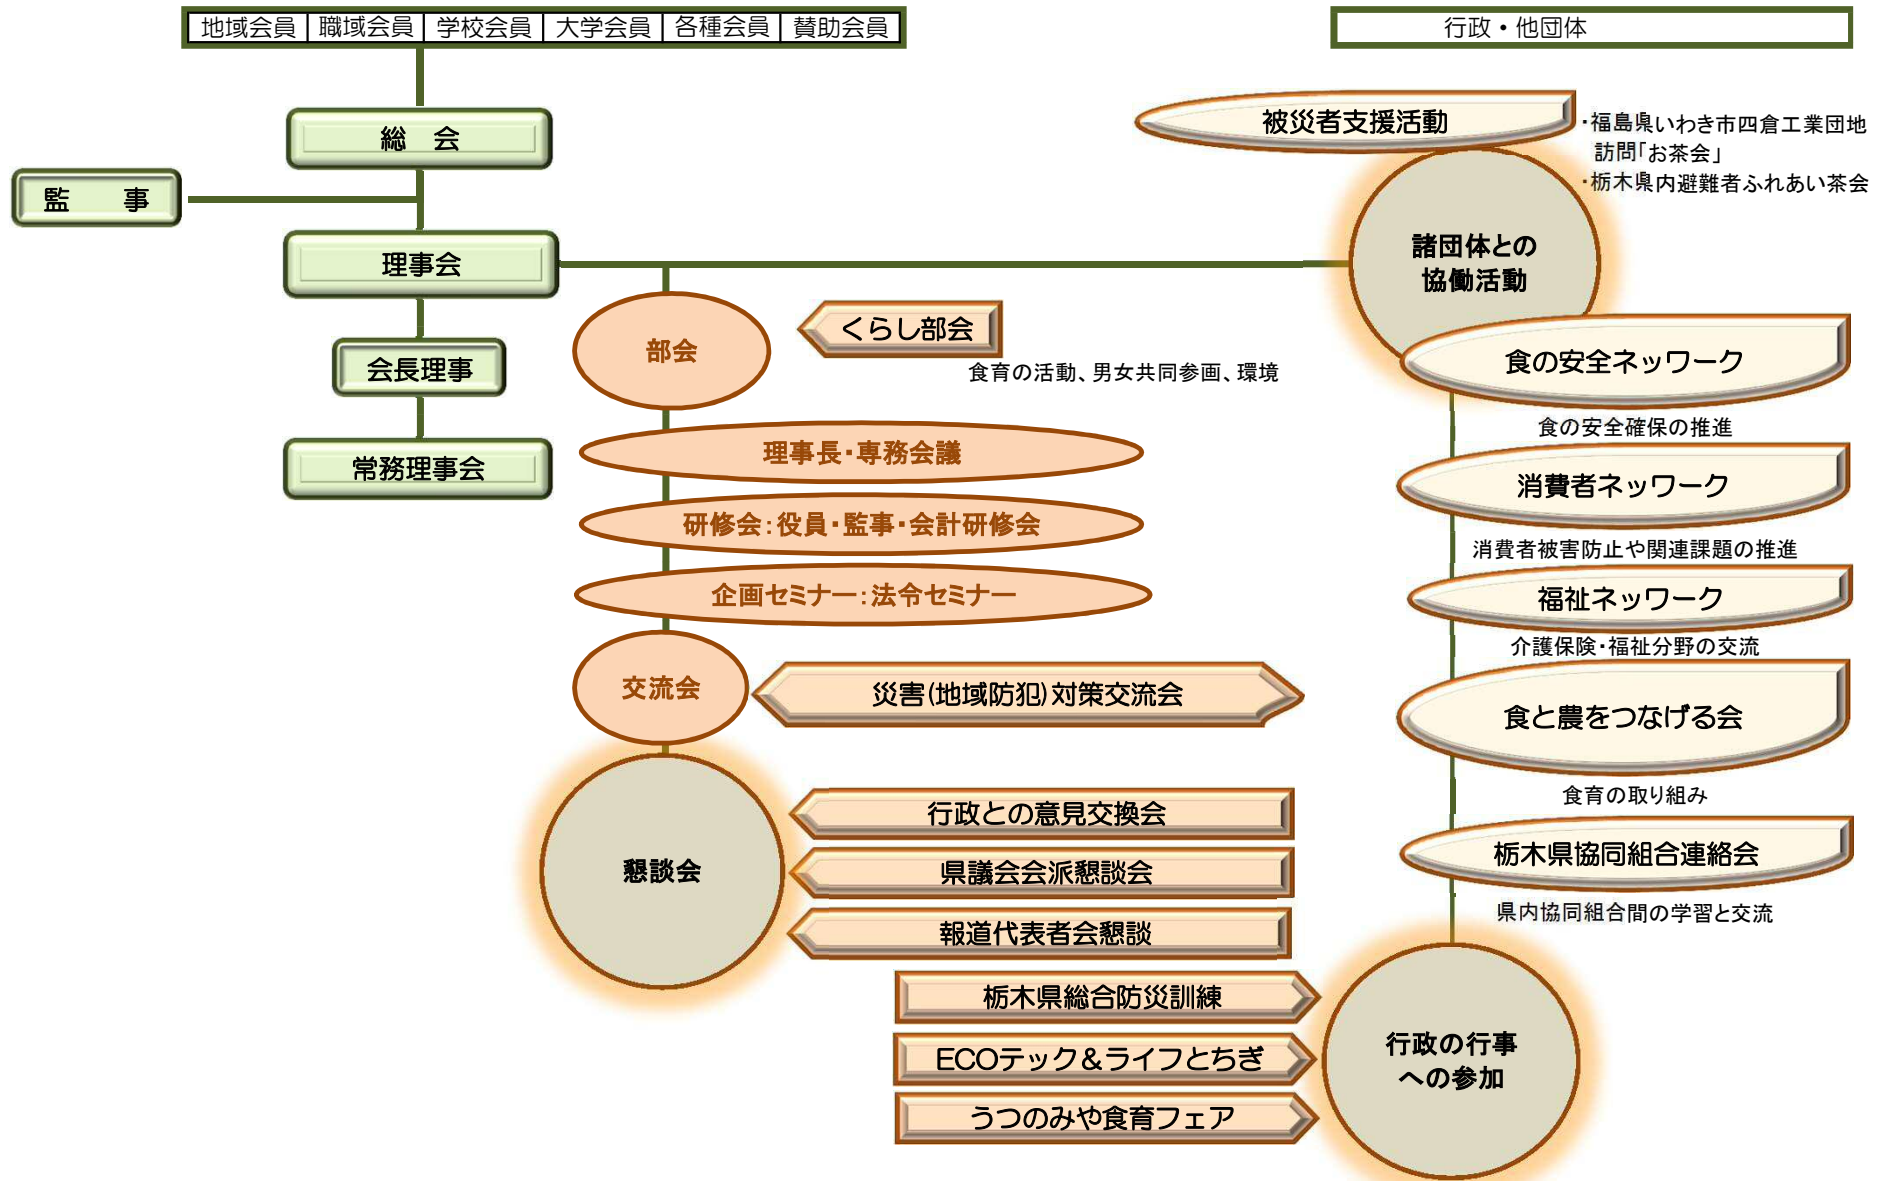 地域会員 職域会員 学校会員 大学会員 各種会員 賛助会員
行政・他団体
総　会
監　事
理事会
会長理事
常務理事会
部会
くらし部会
食育の活動、男女共同参画、環境
理事長・専務会議
研修会：役員・監事・会計研修会
企画セミナー：法令セミナー
交流会
災害(地域防犯)対策交流会
懇談会
行政との意見交換会
県議会会派懇談会
報道代表者会懇談
被災者支援活動
・福島県いわき市四倉工業団地
訪問「お茶会」
・栃木県内避難者ふれあい茶会
諸団体との
協働活動
食の安全ネッワーク
食の安全確保の推進
消費者ネッワーク
消費者被害防止や関連課題の推進
福祉ネッワーク
介護保険・福祉分野の交流
食と農をつなげる会
食育の取り組み
栃木県協同組合連絡会
県内協同組合間の学習と交流
栃木県総合防災訓練
ECOテック＆ライフとちぎ
うつのみや食育フェア
行政の行事
への参加